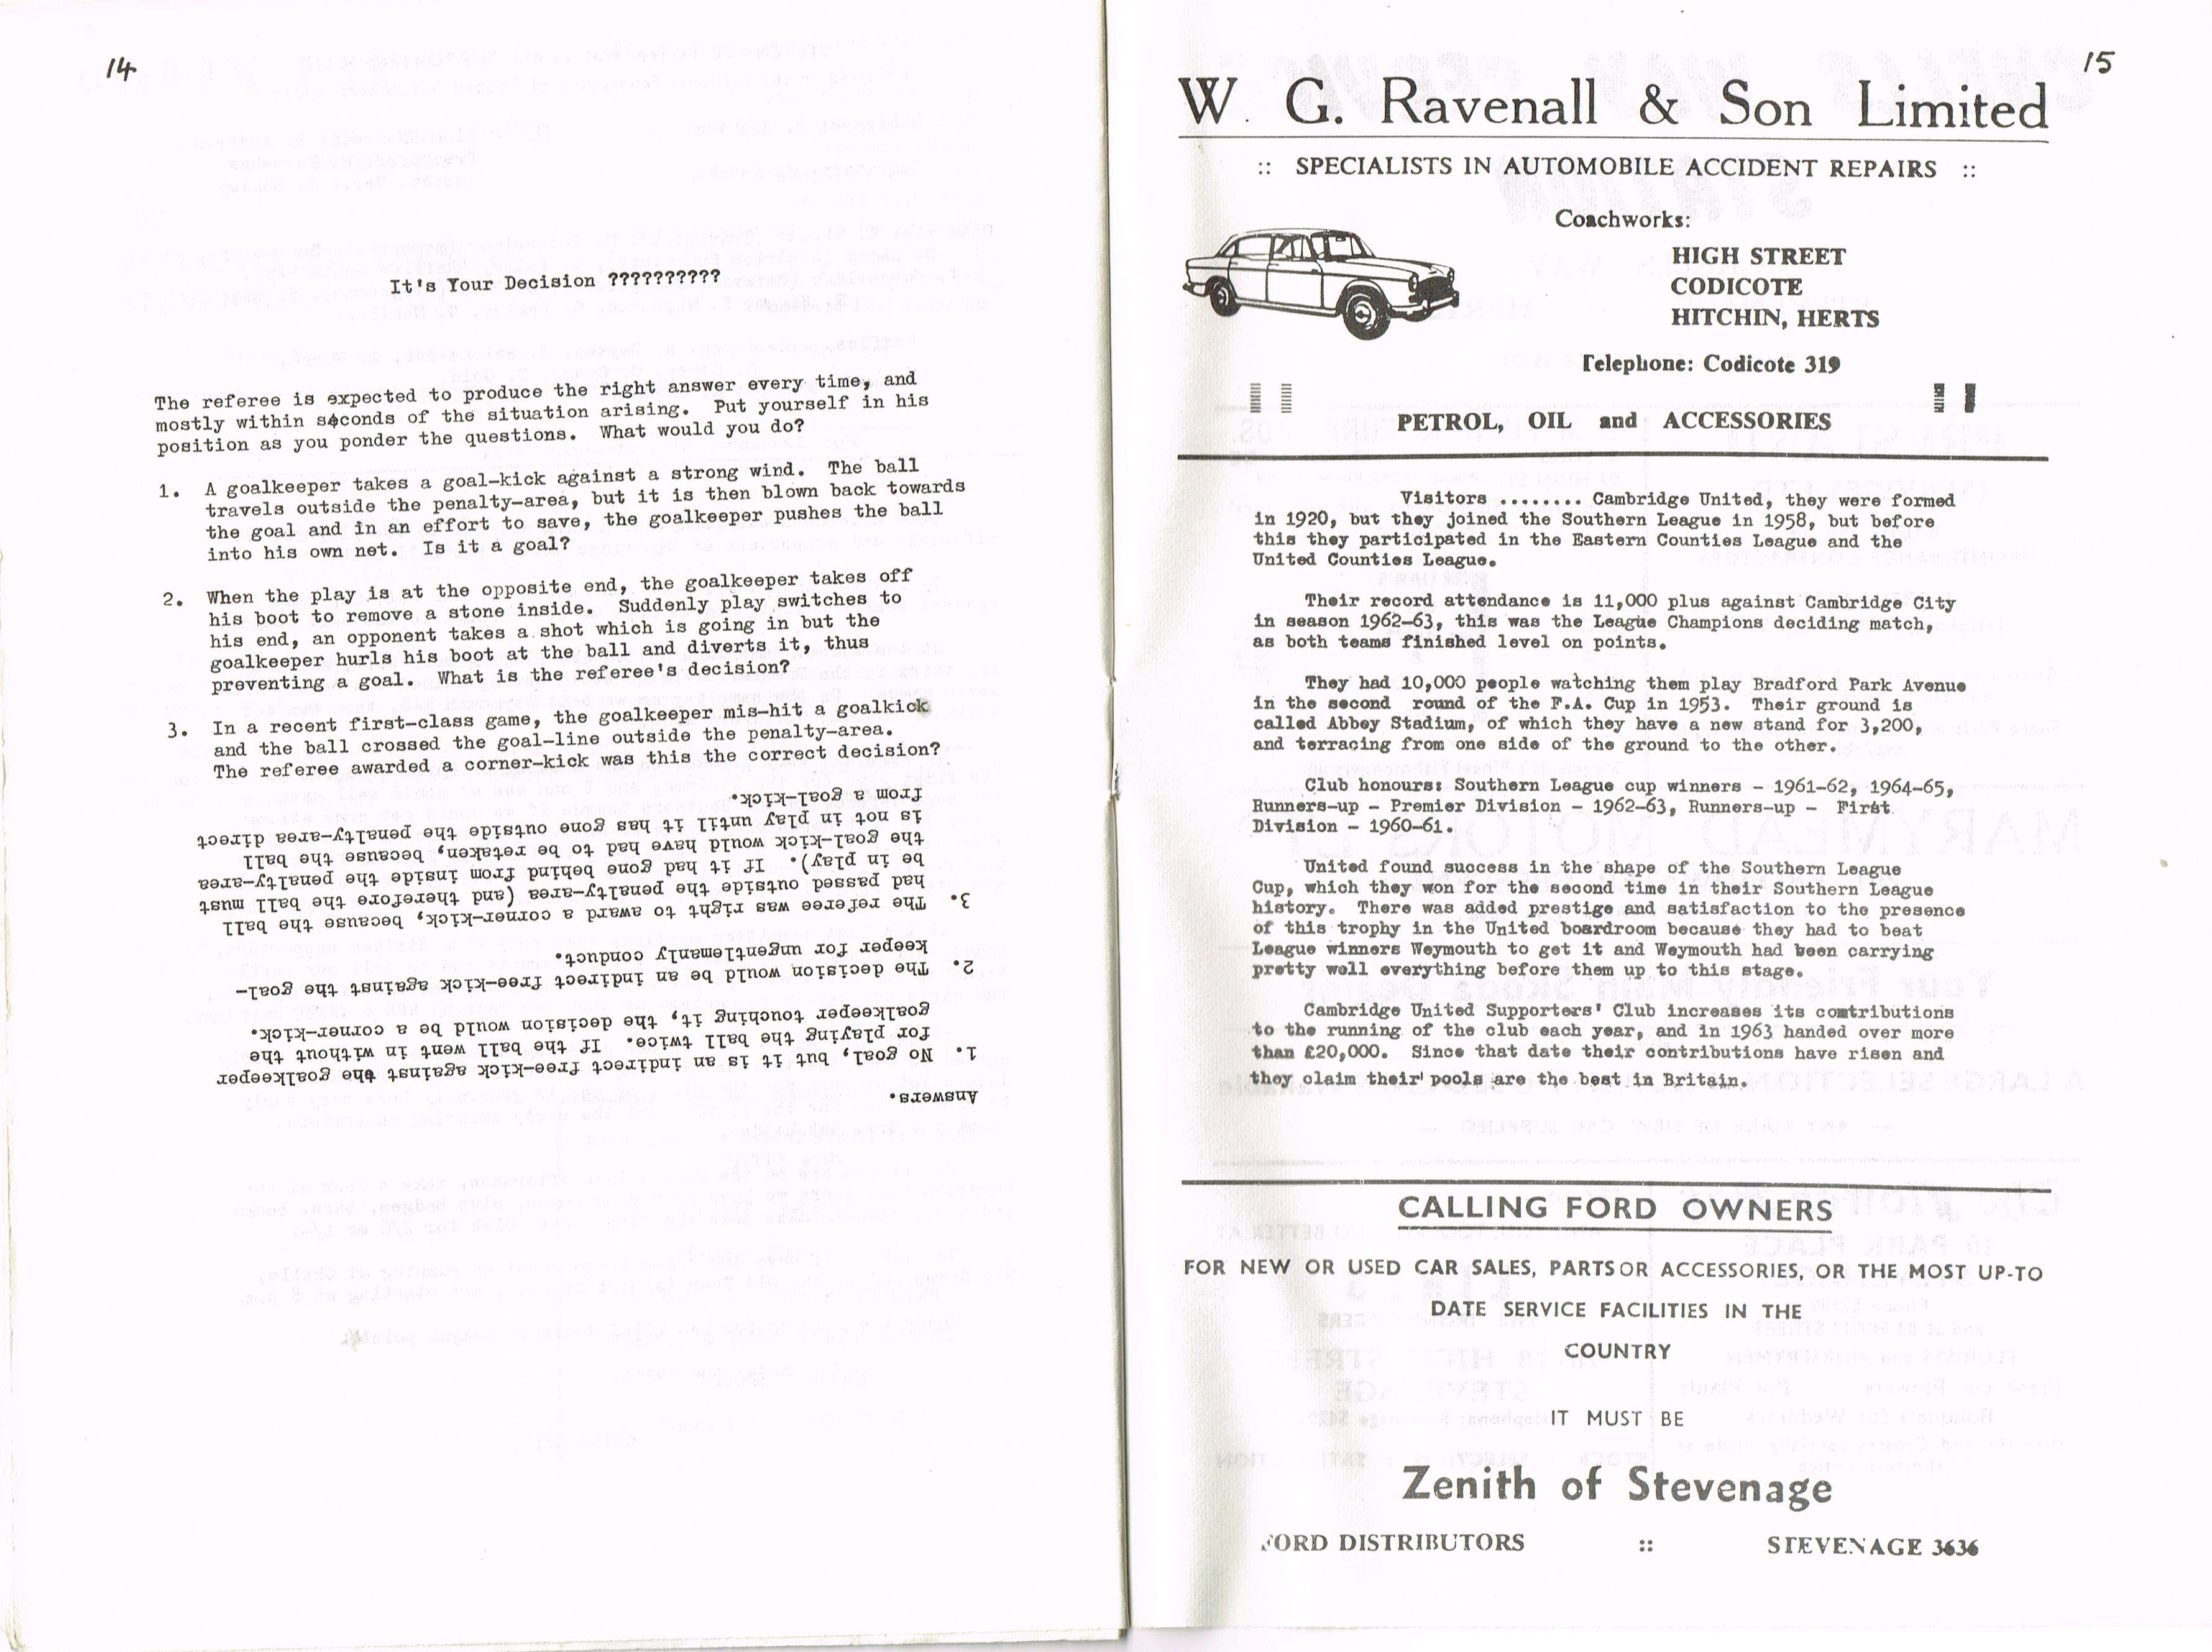 14
It's Your Decision ??????????
The referee is expected to produce the right answer every time, and
mostly within seconds of the situation arising. Put yourself in his
position as you ponder the questions. What would you do?
1. A goalkeeper takes a goal-kick against a strong wind. The ball
travels outside the penalty-area, but it is then blown back towards
the goal and in an effort to save, the goalkeeper pushes the ball
into his own net. Is it a goal?
2. When the play is at the opposite end, the goalkeeper takes off
his boot to remove a stone inside. Suddenly play switches to
his end, an opponent takes a shot which is going in but the
goalkeeper hurls his boot at the ball and diverts it, thus
preventing a goal. What is the referee's decision?
3. In a recent first-class game, the goalkeeper mis-hit a goalkick
and the ball crossed the goal-line outside the penalty-area.
The referee awarded a corner-kick was this the correct decision?
Answers.
1. No goal, but it is an indirect free-kick against the goalkeeper
for playing the ball twice. If the ball went in without the
goalkeeper touching it, the decision would be a corner-kick.
2. The decision would be an indirect free-kick against the goal-
keeper for ungentlemanly conduct.
3. The referee was right to award a corner-kick, because the ball
had passed outside the penalty-area (and therefore the ball must
be in play). If it had gone behind from inside the penalty-area
the goal-kick would have had to be retaken, because the ball
is not in play until it has gone outside the penalty-area direct
from a goal-kick.
15
W. G. Ravenall & Son Limited
:: SPECIALISTS IN AUTOMOBILE ACCIDENT REPAIRS ::
Coachworks:
HIGH STREET
CODICOTE
HITCHIN, HERTS
Telephone: Codicote 319
PETROL, OIL and ACCESSORIES
Visitors ........ Cambridge United, they were formed
in 1920, but they joined the Southern League in 1958, but before
this they participated in the Eastern Counties League and the
United Counties League.
Their record attendance is 11,000 plus against Cambridge City
in season 1962-63, this was the League Champions deciding match,
as both teams finished level on points.
They had 10,000 people watching them play Bradford Park Avenue
in the second round of the F.A. Cup in 1953. Their ground is
called Abbey Stadium, of which they have a new stand for 3,200,
and terracing from one side of the ground to the other.
Club honours: Southern League cup winners - 1961-62, 1964-65,
Runners-up - Premier Division - 1962-63, Runners-up - First
Division - 1960-61.
United found success in the shape of the Southern League
Cup, which they won for the second time in their Southern League
history. There was added prestige and satisfaction to the presence
of this trophy in the United boardroom because they had to beat
League winners Weymouth to get it and Weymouth had been carrying
pretty well everything before them up to this stage.
Cambridge United Supporters' Club increases its contributions
to the running of the club each year, and in 1963 handed over more
than £20,000. Since that date their contributions have risen and
they claim their pools are the best in Britain.
CALLING FORD OWNERS
FOR NEW OR USED CAR SALES, PARTS OR ACCESSORIES, OR THE MOST UP-TO
DATE SERVICE FACILITIES IN THE
COUNTRY
IT MUST BE
Zenith of Stevenage
FORD DISTRIBUTORS :: STEVENAGE 3636